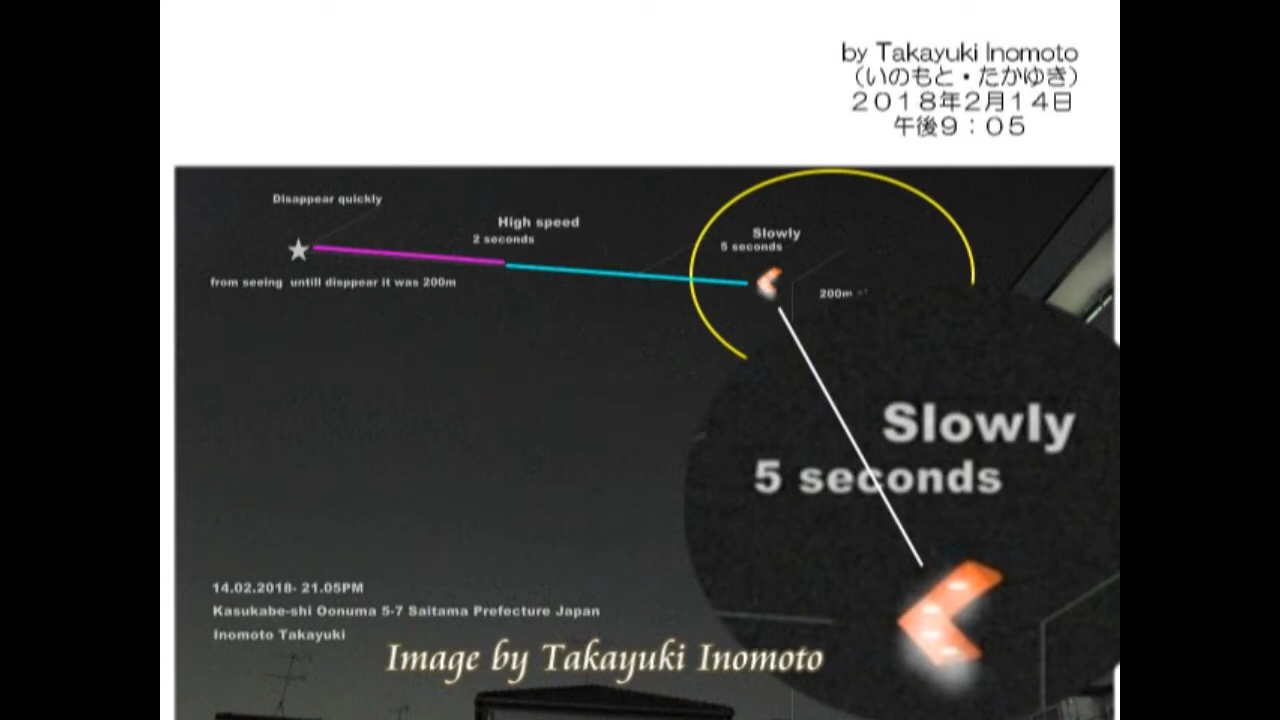 by Takayuki Inomoto
（いのもと・たかゆき）
２０１８年２月１４日
午後９：０５
Disappear quickly
High speed
2 seconds
Slowly
5 seconds
from seeing untill disppear it was 200m
200m
Slowly
5 seconds
14.02.2018- 21.05PM
Kasukabe-shi Oonuma 5-7 Saitama Prefecture Japan
Inomoto Takayuki
Image by Takayuki Inomoto